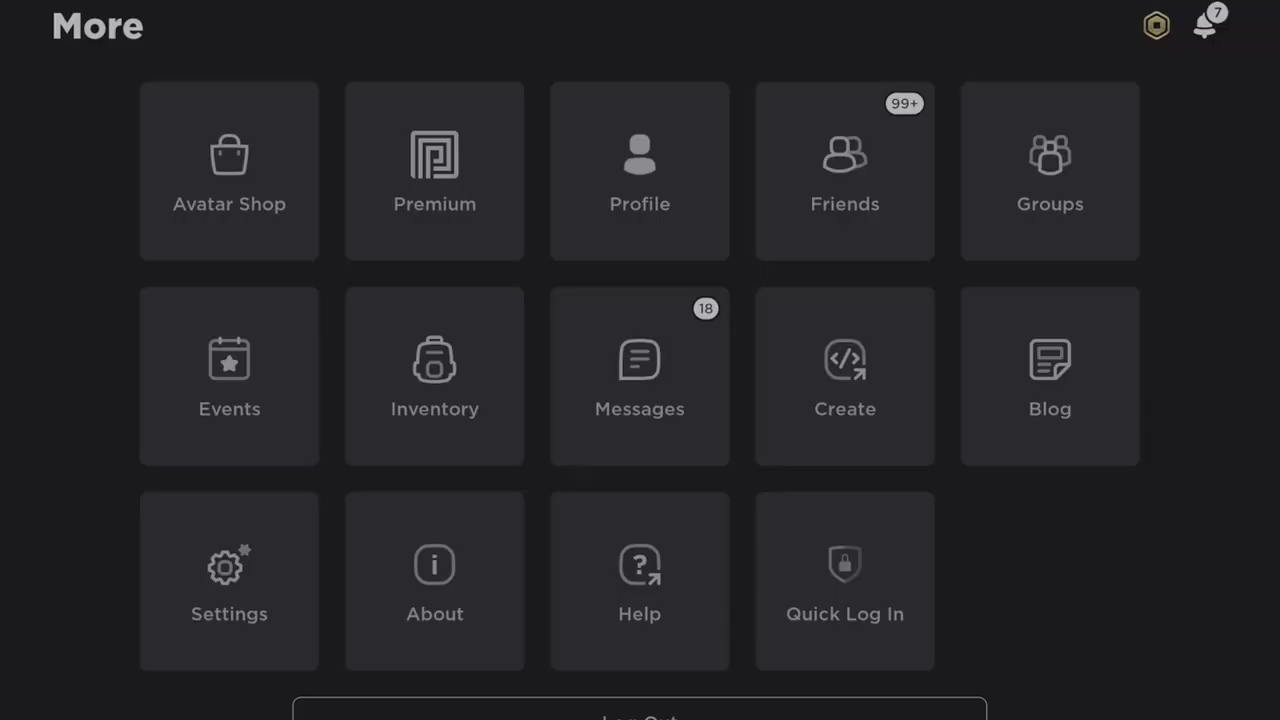 More
7
99+
Avatar Shop
Premium
Profile
Friends
Groups
18
Events
Inventory
Messages
Create
Blog
Settings
About
Help
Quick Log In